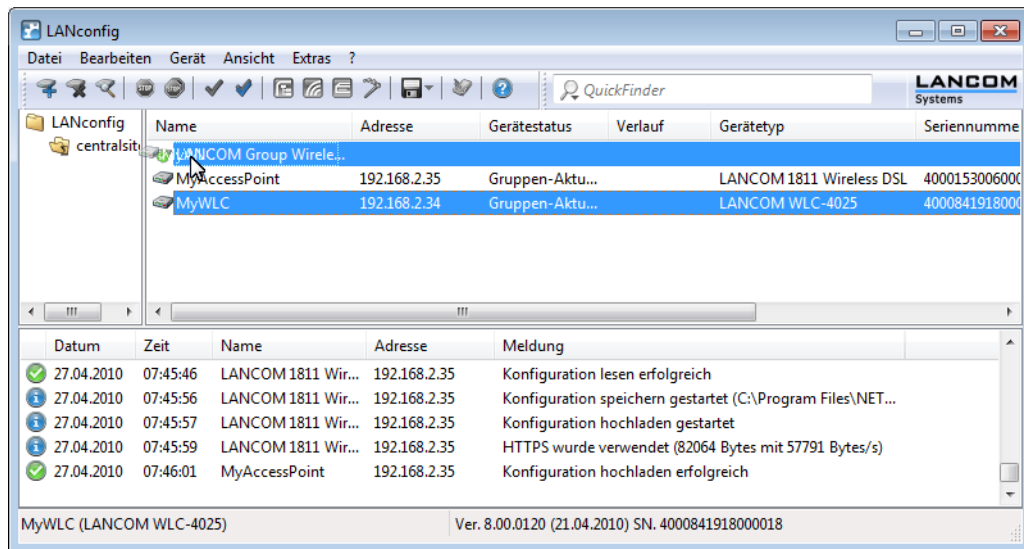 LANconfig
Datei Bearbeiten Gerät Ansicht Extras ?
QuickFinder
LANCOM
Systems
LANconfig
centralsit
Name Adresse Gerätestatus Verlauf Gerätetyp Seriennumme
LANCOM Group Wirele...
MyAccessPoint 192.168.2.35 Gruppen-Aktu... LANCOM 1811 Wireless DSL 4000153006000
MyWLC 192.168.2.34 Gruppen-Aktu... LANCOM WLC-4025 4000841918000
Datum Zeit Name Adresse Meldung
27.04.2010 07:45:46 LANCOM 1811 Wir... 192.168.2.35 Konfiguration lesen erfolgreich
27.04.2010 07:45:56 LANCOM 1811 Wir... 192.168.2.35 Konfiguration speichern gestartet (C:\Program Files\NET...
27.04.2010 07:45:57 LANCOM 1811 Wir... 192.168.2.35 Konfiguration hochladen gestartet
27.04.2010 07:45:59 LANCOM 1811 Wir... 192.168.2.35 HTTPS wurde verwendet (82064 Bytes mit 57791 Bytes/s)
27.04.2010 07:46:01 MyAccessPoint 192.168.2.35 Konfiguration hochladen erfolgreich
MyWLC (LANCOM WLC-4025) Ver. 8.00.0120 (21.04.2010) SN. 4000841918000018